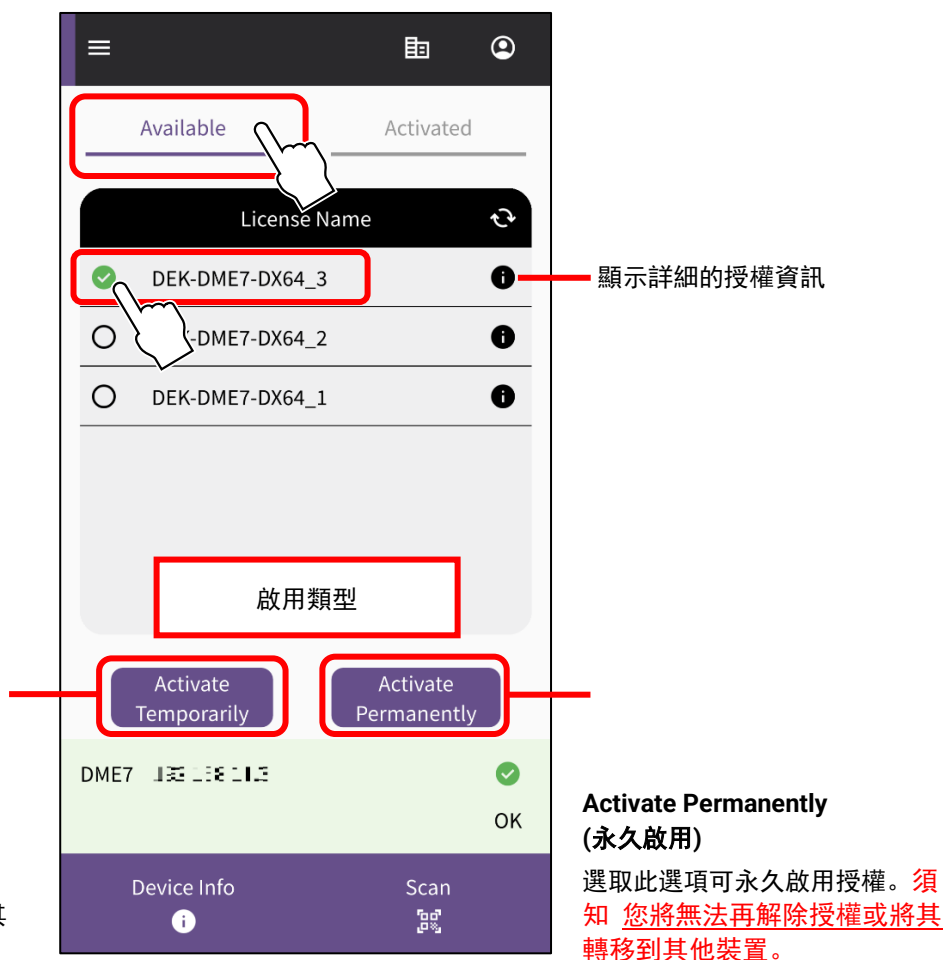 Available
Activated
License Name
DEK-DME7-DX64_3
顯示詳細的授權資訊
-DME7-DX64_2
DEK-DME7-DX64_1
啟用類型
Activate
Temporarily
Activate
Permanently
DME7
OK
Device Info
Scan
Activate Permanently
(永久啟用)
選取此選項可永久啟用授權。須
知 您將無法再解除授權或將其
轉移到其他裝置。